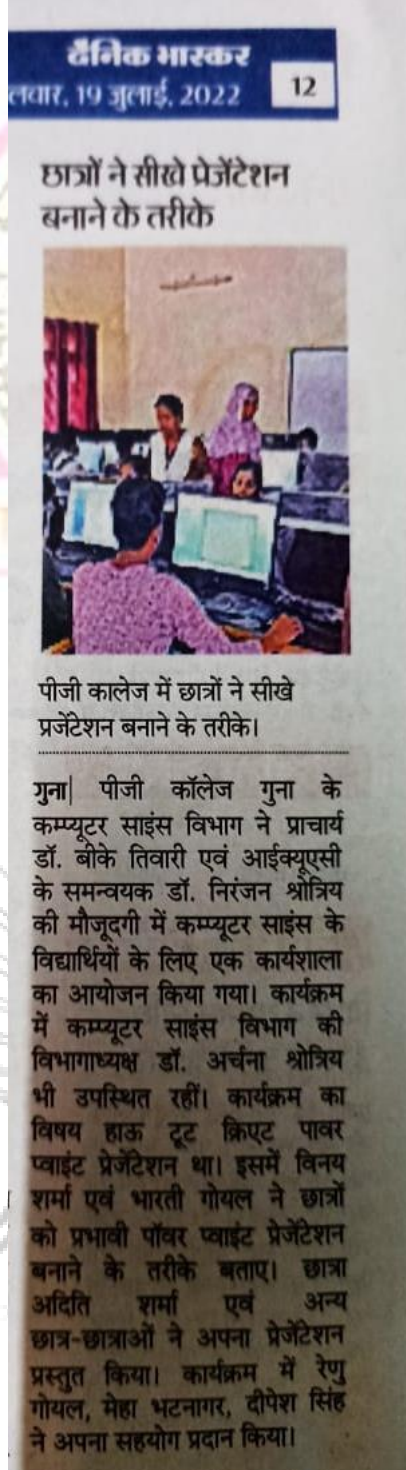 दैनिक भास्कर
लवार, 19 जुलाई, 2022 12
छात्रों ने सीखे प्रेजेंटेशन
बनाने के तरीके
पीजी कालेज में छात्रों ने सीखे
प्रजेंटेशन बनाने के तरीके।
गुना| पीजी कॉलेज गुना के
कम्प्यूटर साइंस विभाग ने प्राचार्य
डॉ. बीके तिवारी एवं आईक्यूएसी
के समन्वयक डॉ. निरंजन श्रोत्रिय
की मौजूदगी में कम्प्यूटर साइंस के
विद्यार्थियों के लिए एक कार्यशाला
का आयोजन किया गया। कार्यक्रम
में कम्प्यूटर साइंस विभाग की
विभागाध्यक्ष डॉ. अर्चना श्रोत्रिय
भी उपस्थित रहीं। कार्यक्रम का
विषय हाऊ टूट क्रिएट पावर
प्वाइंट प्रेजेंटेशन था। इसमें विनय
शर्मा एवं भारती गोयल ने छात्रों
को प्रभावी पॉवर प्वाइंट प्रेजेंटेशन
बनाने के तरीके बताए। छात्रा
अदिति शर्मा एवं अन्य
छात्र-छात्राओं ने अपना प्रेजेंटेशन
प्रस्तुत किया। कार्यक्रम में रेणु
गोयल, मेहा भटनागर, दीपेश सिंह
ने अपना सहयोग प्रदान किया।